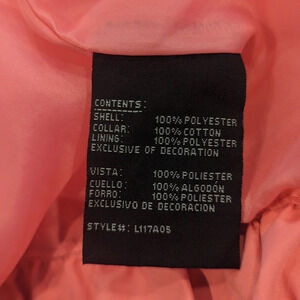 CONTENTS:
SHELL: 100% POLYESTER
COLLAR: 100% COTTON
LINING: 100% POLYESTER
EXCLUSIVE OF DECORATION
VISTA: 100% POLIESTER
CUELLO: 100% ALGODÓN
FORRO: 100% POLIESTER
EXCLUSIVO DE DECORACION
STYLE#: L117A05